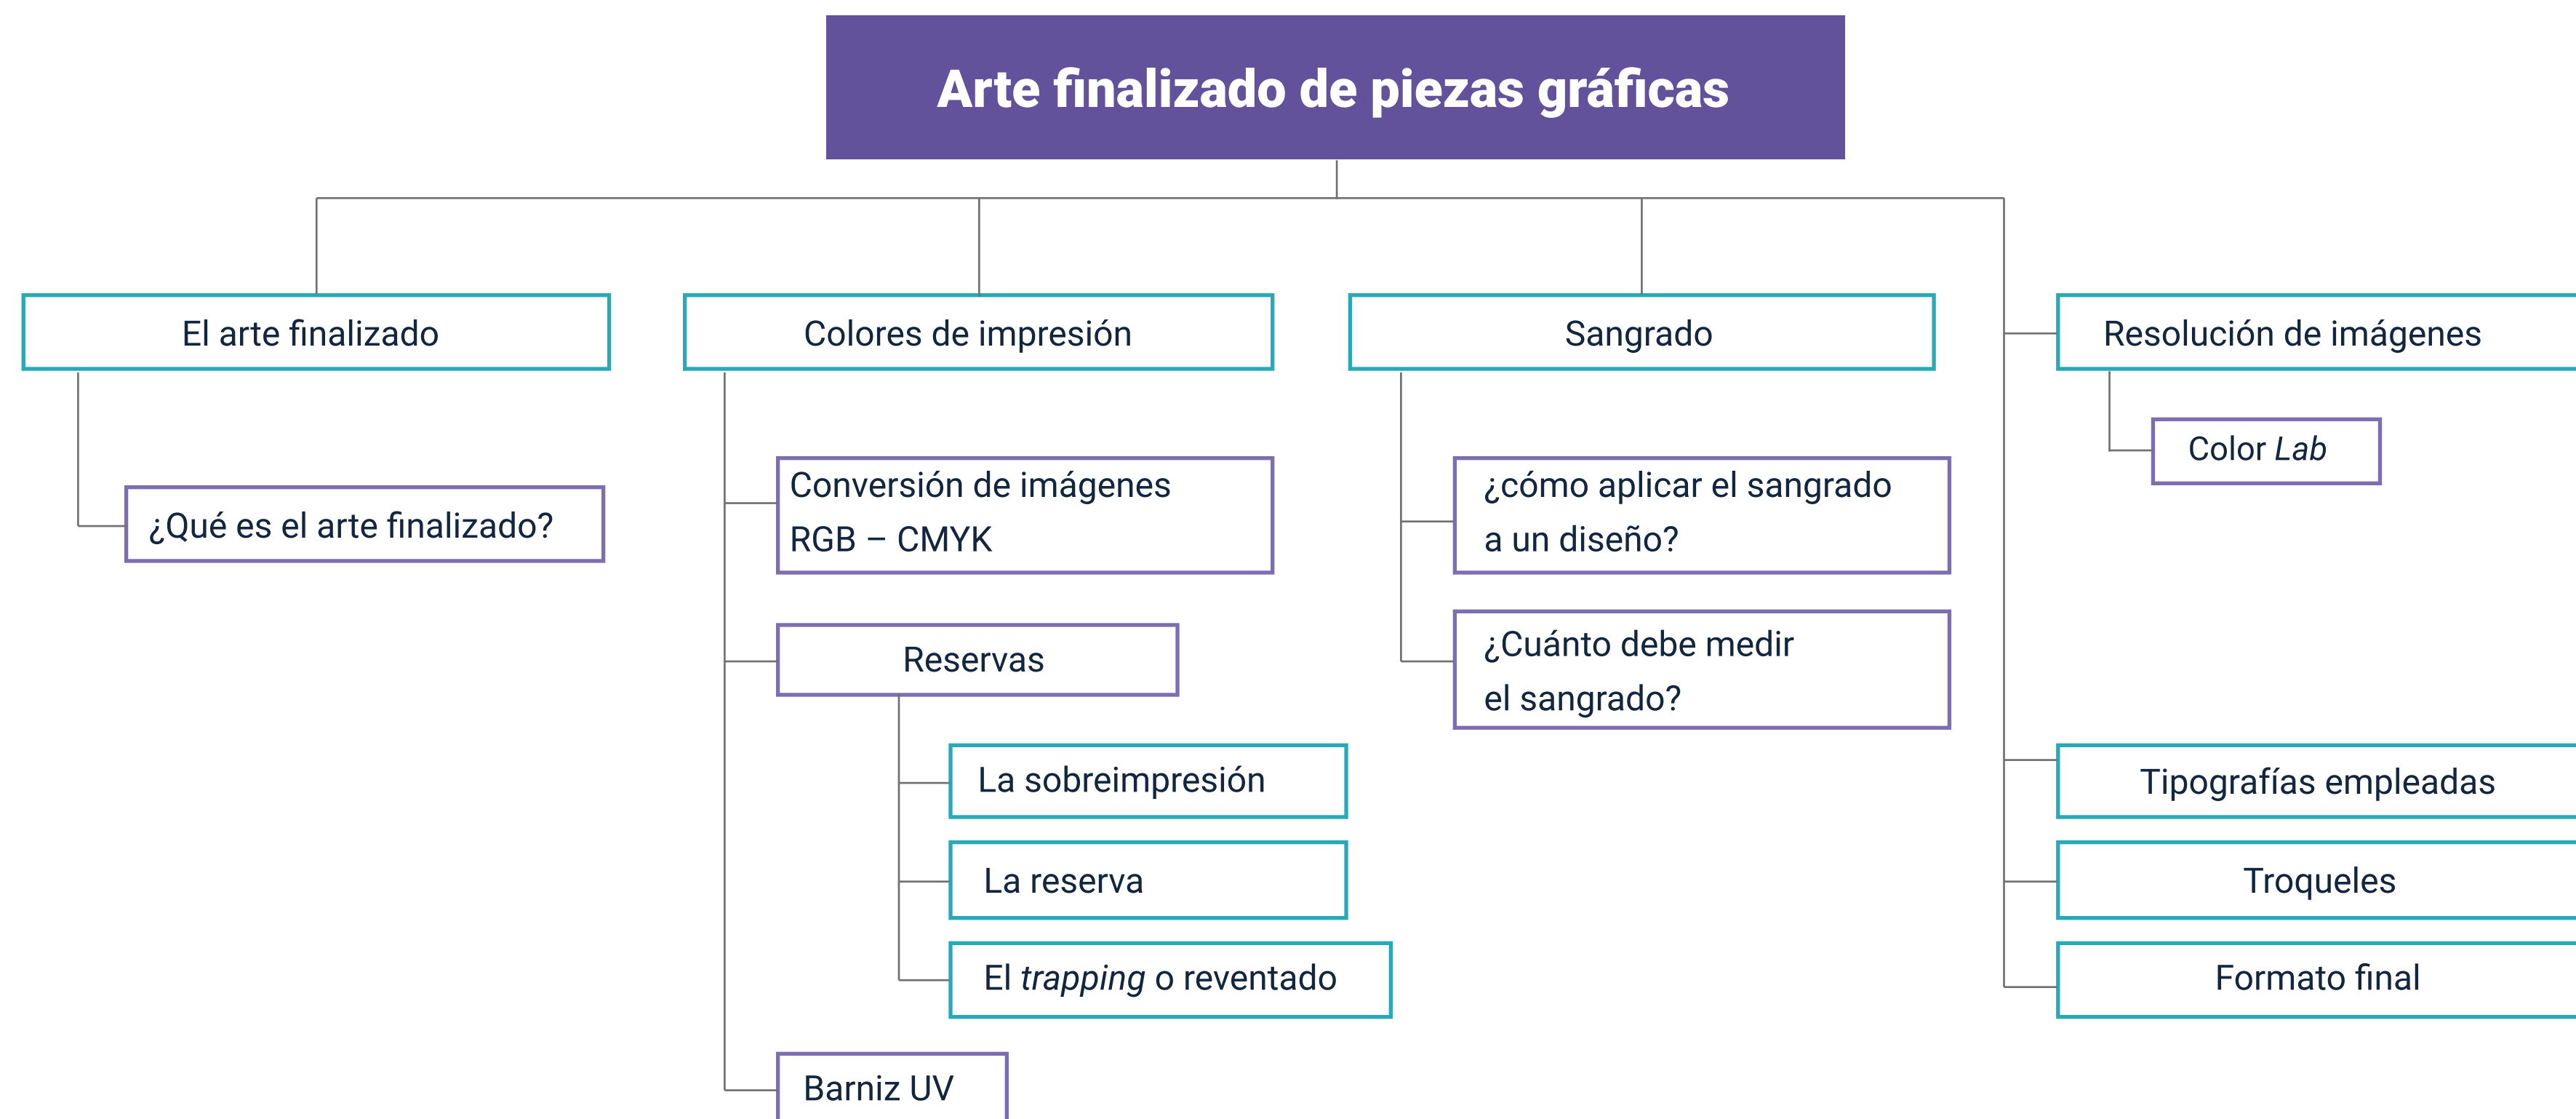 Arte finalizado de piezas gráficas
El arte finalizado
¿Qué es el arte finalizado?
Colores de impresión
Conversión de imágenes
RGB – CMYK
Reservas
La sobreimpresión
La reserva
El trapping o reventado
Barniz UV
Sangrado
¿cómo aplicar el sangrado
a un diseño?
¿Cuánto debe medir
el sangrado?
Resolución de imágenes
Color Lab
Tipografías empleadas
Troqueles
Formato final